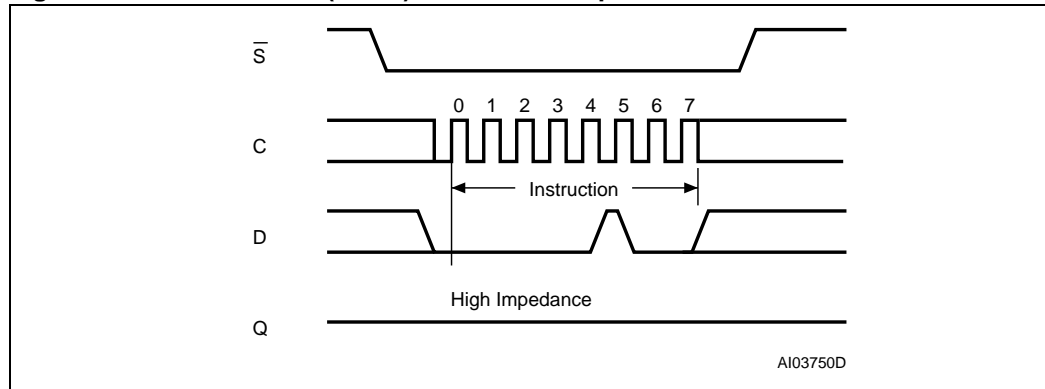 S̅
0 1 2 3 4 5 6 7
C
Instruction
D
High Impedance
Q
AI03750D